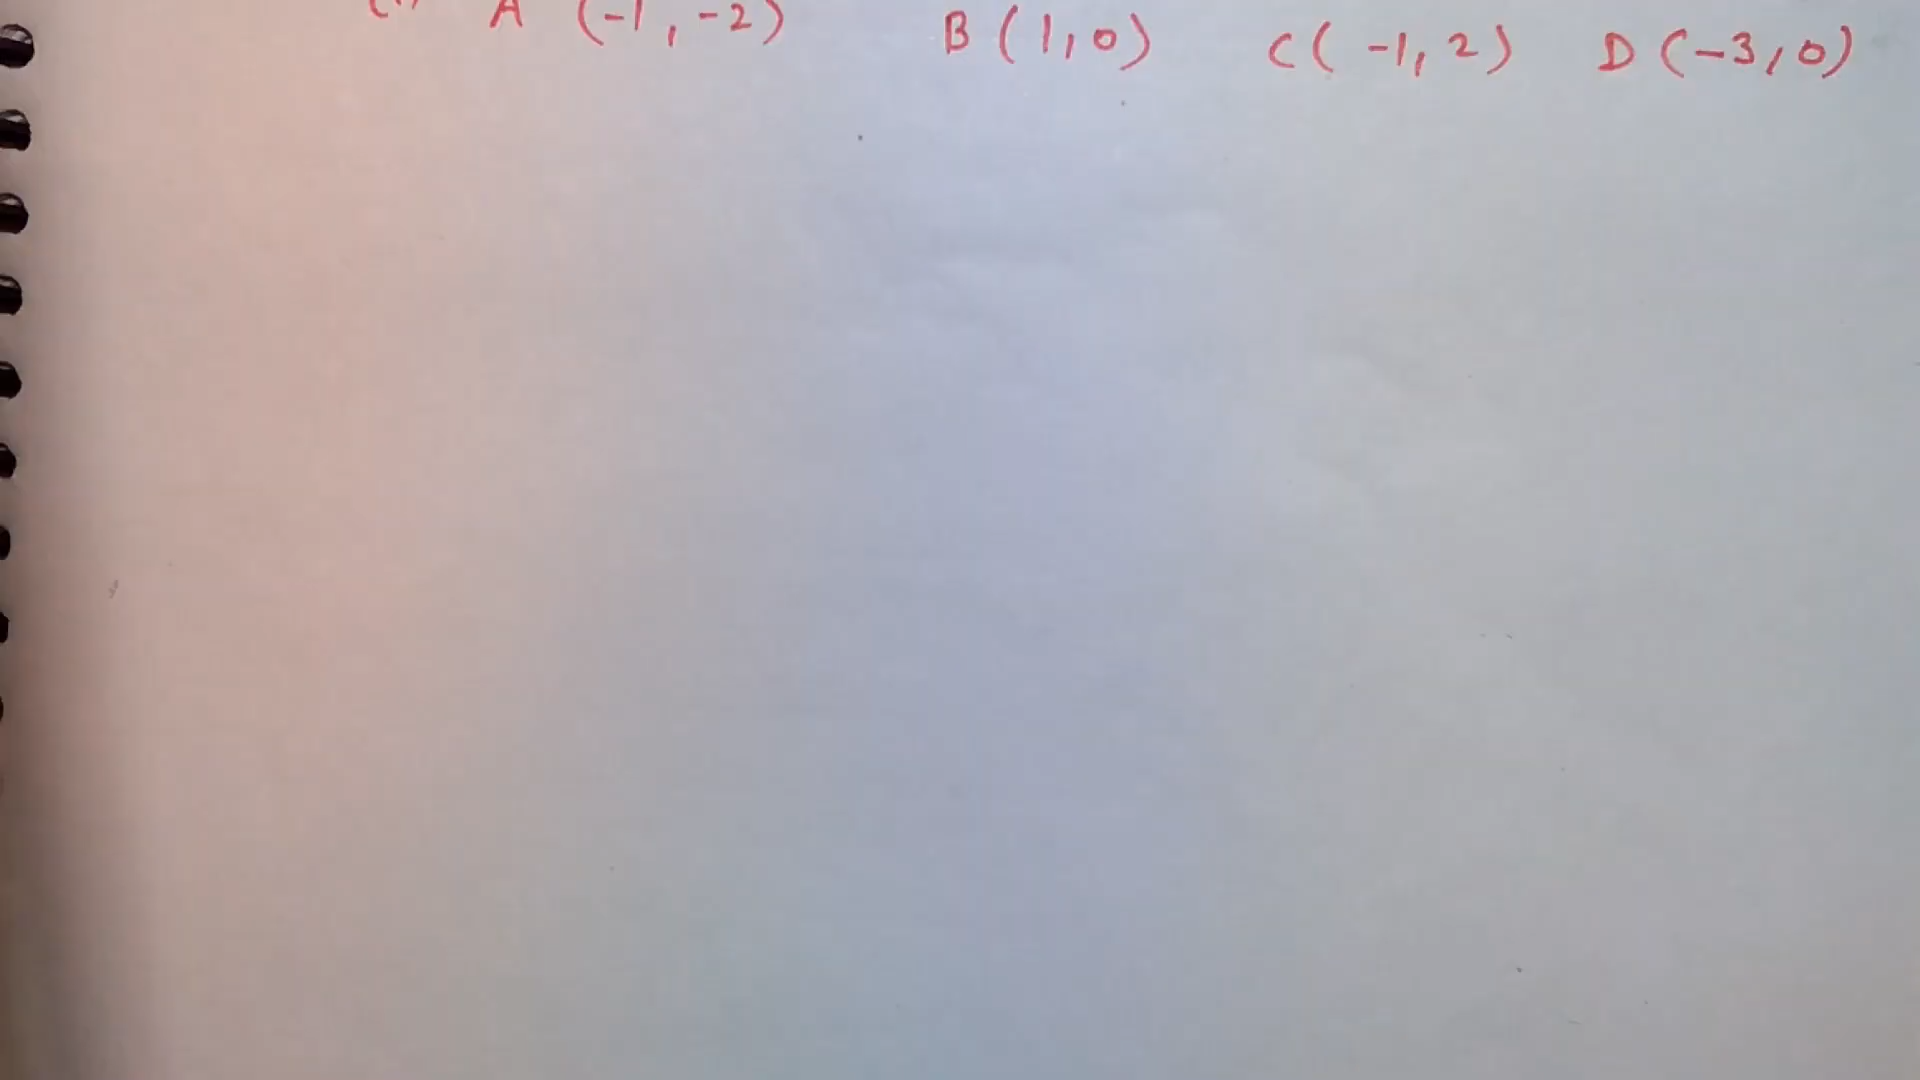 A (-1, -2) B (1, 0) C( -1, 2) D (-3, 0)